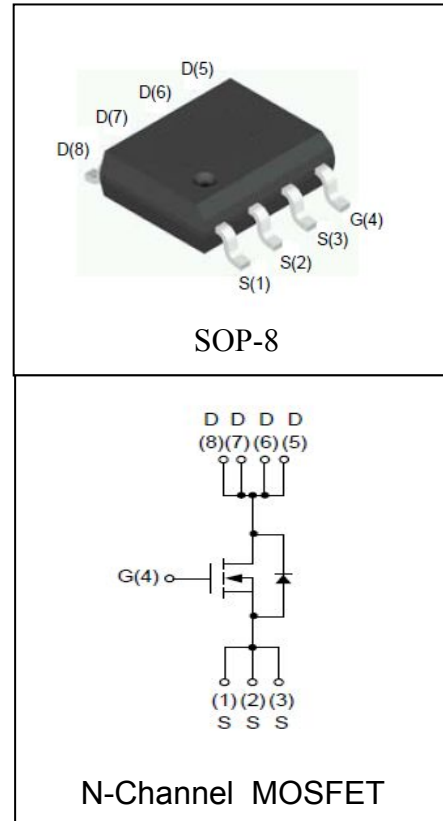 D(5)
D(6)
D(7)
D(8)
G(4)
S(3)
S(2)
S(1)
SOP-8
D D D D
(8)(7) (6) (5)
G(4)
(1) (2) (3)
S S S
N-Channel MOSFET